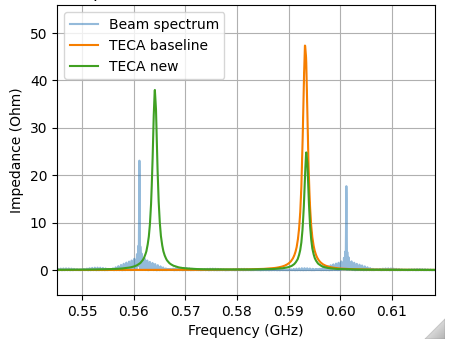 Beam spectrum
TECA baseline
TECA new
50
40
30
20
10
0
Impedance (Ohm)
0.55 0.56 0.57 0.58 0.59 0.60 0.61
Frequency (GHz)